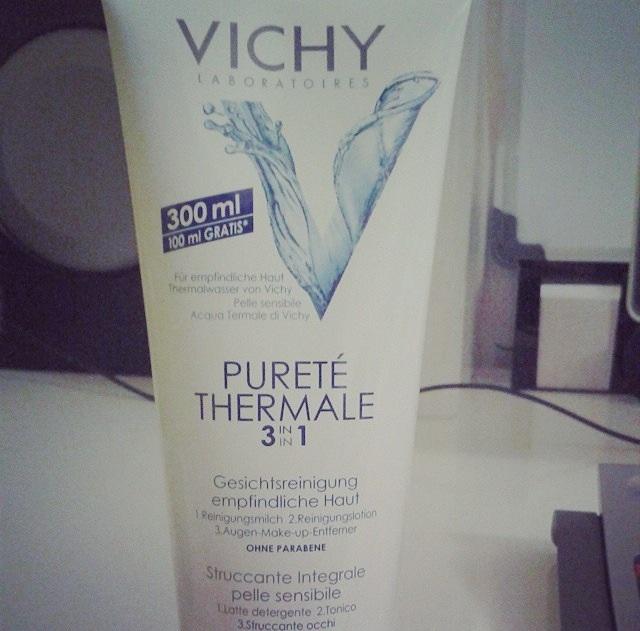 VICHY
LABORATOIRES
300 ml
100 ml GRATIS*
Für empfindliche Haut
Thermalwasser von Vichy
Pelle sensibile
Acqua Termale di Vichy
PURETÉ
THERMALE
3 IN IN 1
Gesichtsreinigung
empfindliche Haut
1.Reinigungsmilch 2.Reinigungslotion
3.Augen-Make-up-Entferner
OHNE PARABENE
Struccante Integrale
pelle sensibile
1.Latte detergente 2.Tonico
3.Struccante occhi